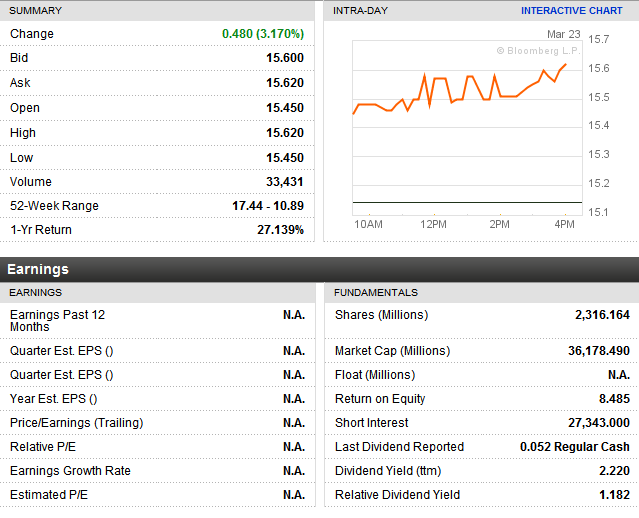 SUMMARY
Change 0.480 (3.170%)
Bid 15.600
Ask 15.620
Open 15.450
High 15.620
Low 15.450
Volume 33,431
52-Week Range 17.44 - 10.89
1-Yr Return 27.139%
INTRA-DAY INTERACTIVE CHART
Mar 23
© Bloomberg L.P.
15.7
15.6
15.5
15.4
15.3
15.2
15.1
10AM 12PM 2PM 4PM
Earnings
EARNINGS
Earnings Past 12 N.A.
Months
Quarter Est. EPS () N.A.
Quarter Est. EPS () N.A.
Year Est. EPS () N.A.
Price/Earnings (Trailing) N.A.
Relative P/E N.A.
Earnings Growth Rate N.A.
Estimated P/E N.A.
FUNDAMENTALS
Shares (Millions) 2,316.164
Market Cap (Millions) 36,178.490
Float (Millions) N.A.
Return on Equity 8.485
Short Interest 27,343.000
Last Dividend Reported 0.052 Regular Cash
Dividend Yield (ttm) 2.220
Relative Dividend Yield 1.182